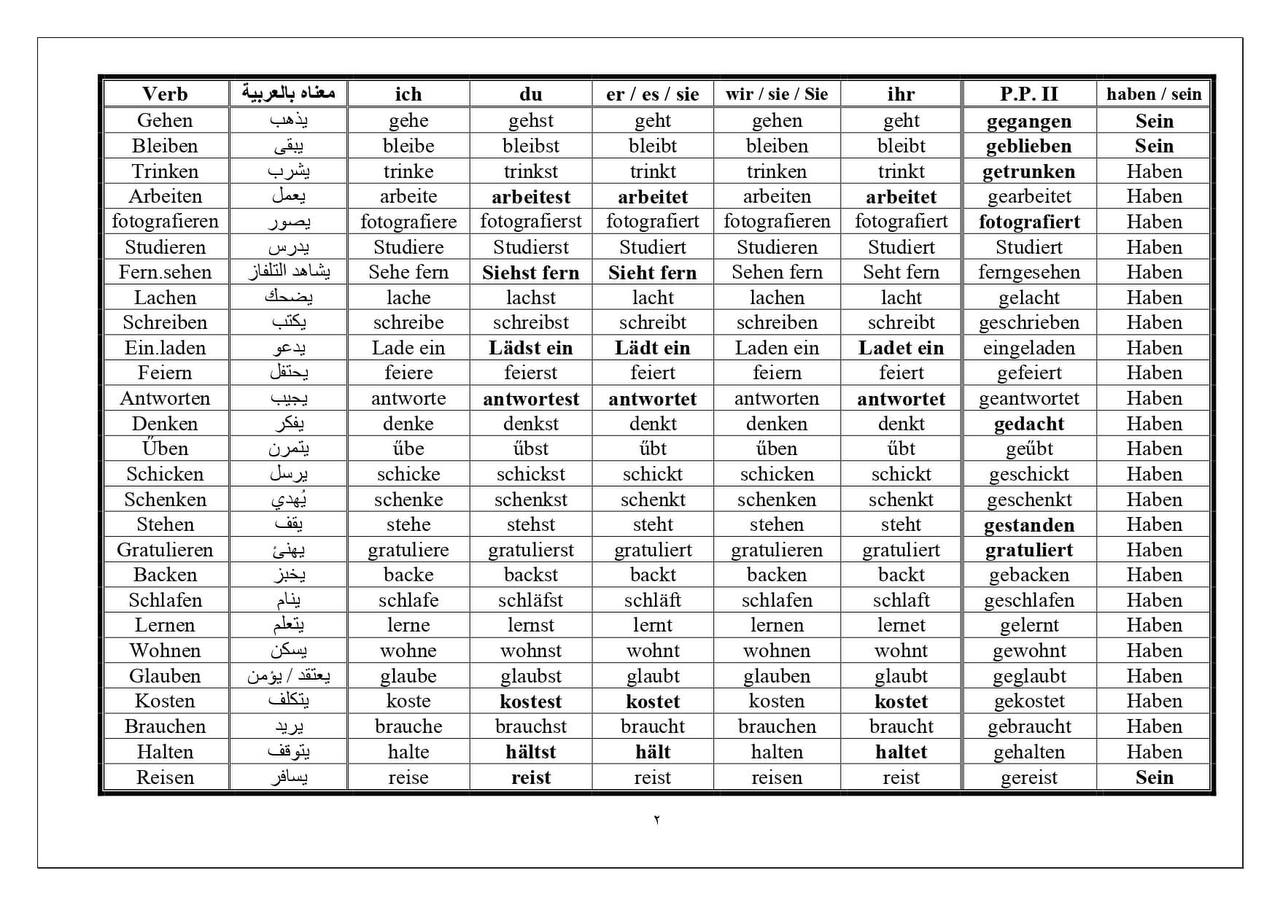 Verb معناه بالعربية ich du er / es / sie wir / sie / Sie ihr P.P. II haben / sein
Gehen يذهب gehe gehst geht gehen geht gegangen Sein
Bleiben يبقى bleibe bleibst bleibt bleiben bleibt geblieben Sein
Trinken يشرب trinke trinkst trinkt trinken trinkt getrunken Haben
Arbeiten يعمل arbeite arbeitest arbeitet arbeiten arbeitet gearbeitet Haben
fotografieren يصور fotografiere fotografierst fotografiert fotografieren fotografiert fotografiert Haben
Studieren يدرس Studiere Studierst Studiert Studieren Studiert Studiert Haben
Fern.sehen يشاهد التلفاز Sehe fern Siehst fern Sieht fern Sehen fern Seht fern ferngesehen Haben
Lachen يضحك lache lachst lacht lachen lacht gelacht Haben
Schreiben يكتب schreibe schreibst schreibt schreiben schreibt geschrieben Haben
Ein.laden يدعو Lade ein Lädst ein Lädt ein Laden ein Ladet ein eingeladen Haben
Feiern يحتفل feiere feierst feiert feiern feiert gefeiert Haben
Antworten يجيب antworte antwortest antwortet antworten antwortet geantwortet Haben
Denken يفكر denke denkst denkt denken denkt gedacht Haben
Űben يتمرن űbe űbst űbt űben űbt geűbt Haben
Schicken يرسل schicke schickst schickt schicken schickt geschickt Haben
Schenken يُهدي schenke schenkst schenkt schenken schenkt geschenkt Haben
Stehen يقف stehe stehst steht stehen steht gestanden Haben
Gratulieren يهنئ gratuliere gratulierst gratuliert gratulieren gratuliert gratuliert Haben
Backen يخبز backe backst backt backen backt gebacken Haben
Schlafen ينام schlafe schläfst schläft schlafen schlaft geschlafen Haben
Lernen يتعلم lerne lernst lernt lernen lernet gelernt Haben
Wohnen يسكن wohne wohnst wohnt wohnen wohnt gewohnt Haben
Glauben يعتقد / يؤمن glaube glaubst glaubt glauben glaubt geglaubt Haben
Kosten يتكلف koste kostest kostet kosten kostet gekostet Haben
Brauchen يريد brauche brauchst braucht brauchen braucht gebraucht Haben
Halten يتوقف halte hältst hält halten haltet gehalten Haben
Reisen يسافر reise reist reist reisen reist gereist Sein
٢